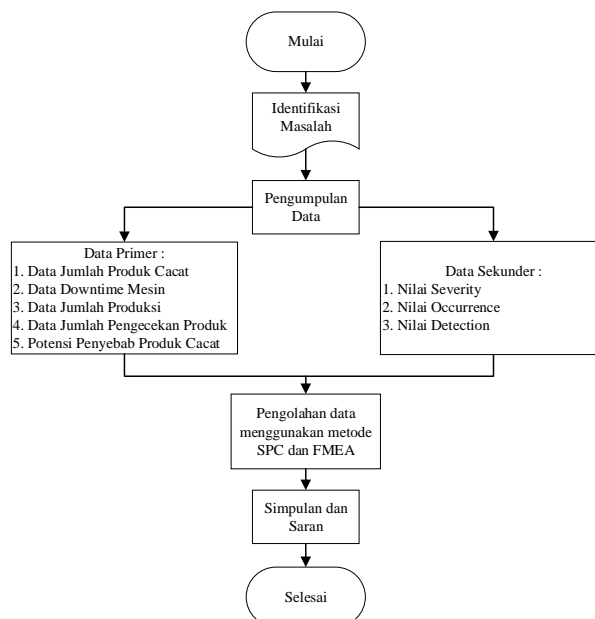 Mulai
Identifikasi
Masalah
Pengumpulan
Data
Data Primer :
1. Data Jumlah Produk Cacat
2. Data Downtime Mesin
3. Data Jumlah Produksi
4. Data Jumlah Pengecekan Produk
5. Potensi Penyebab Produk Cacat
Data Sekunder :
1. Nilai Severity
2. Nilai Occurrence
3. Nilai Detection
Pengolahan data
menggunakan metode
SPC dan FMEA
Simpulan dan
Saran
Selesai